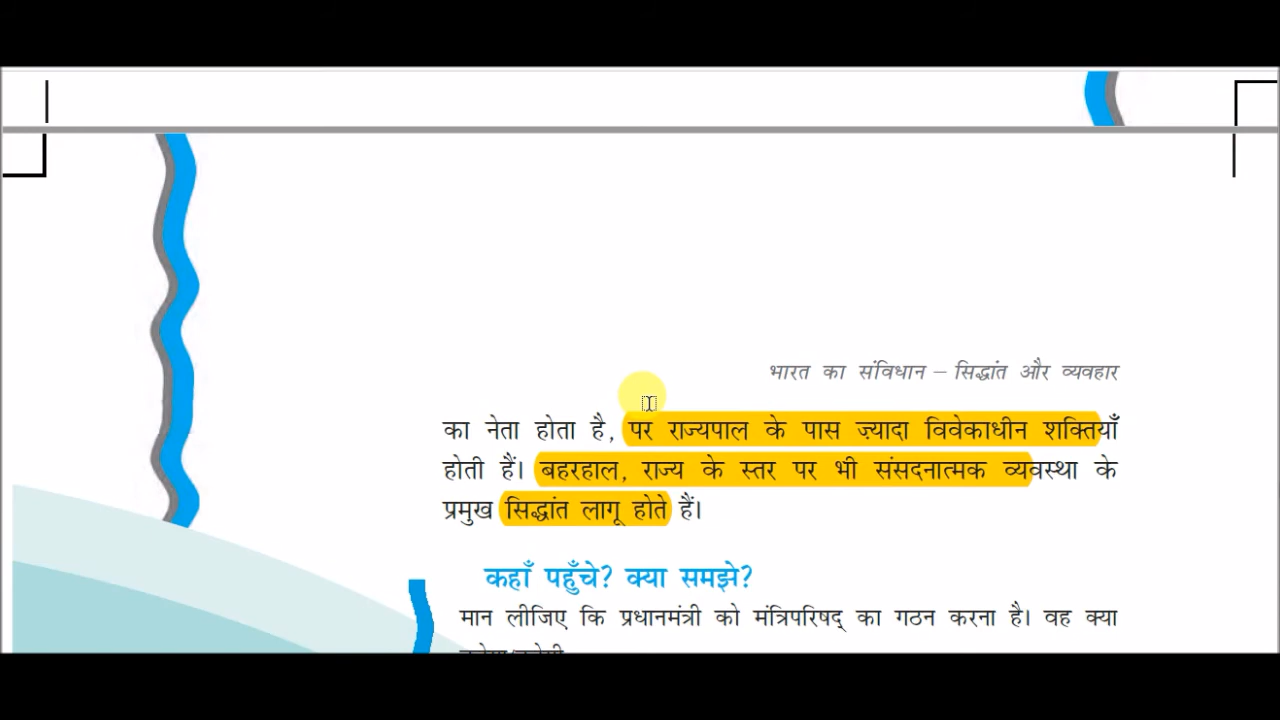 भारत का संविधान – सिद्धांत और व्यवहार
का नेता होता है, पर राज्यपाल के पास ज़्यादा विवेकाधीन शक्तियाँ
होती हैं। बहरहाल, राज्य के स्तर पर भी संसदनात्मक व्यवस्था के
प्रमुख सिद्धांत लागू होते हैं।
कहाँ पहुँचे? क्या समझे?
मान लीजिए कि प्रधानमंत्री को मंत्रिपरिषद् का गठन करना है। वह क्या